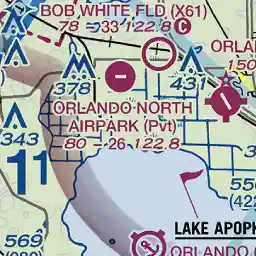 BOB WHITE FLD (X61)
78 - 33 122.8 C
ORLAN
150
431
378
ORLANDO NORTH
AIRPARK (Pvt)
80 - 26 122.8
343
11
550
(422
LAKE APOPK
569
ORLANDO (